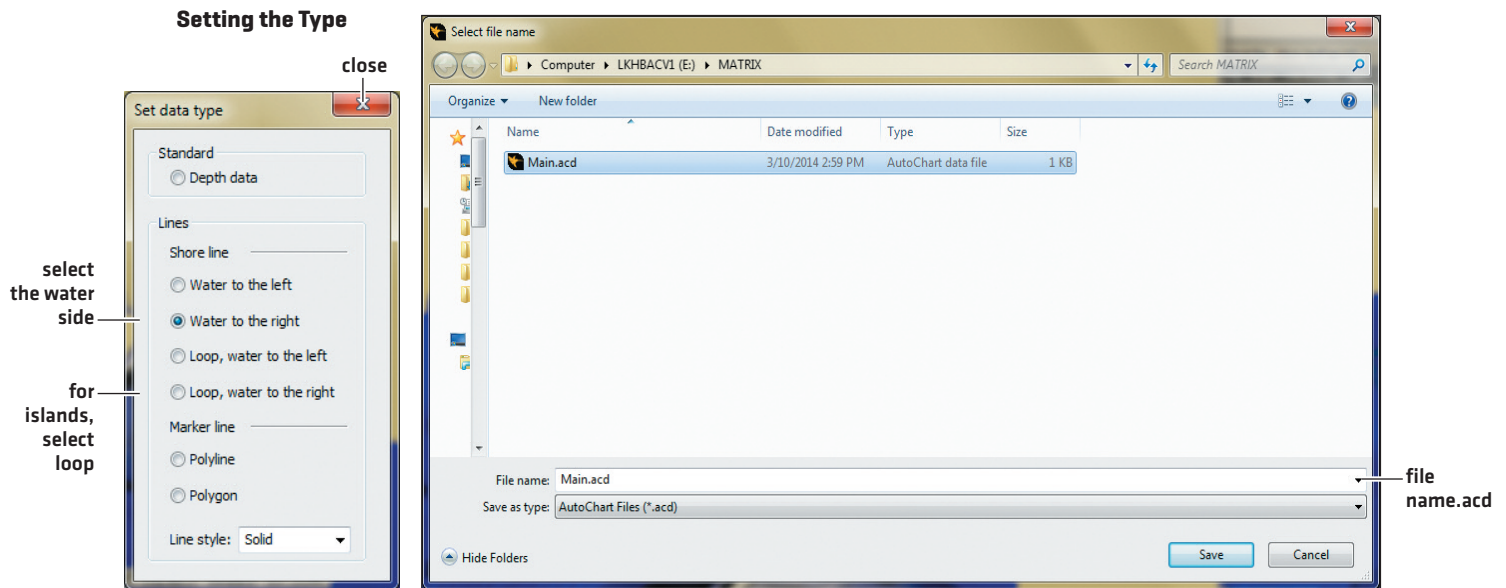 Setting the Type
close
Set data type
Standard
Depth data
Lines
Shore line
Water to the left
Water to the right
Loop, water to the left
Loop, water to the right
Marker line
Polyline
Polygon
Line style: Solid
select
the water
side
for
islands,
select
loop
Select file name
Computer LKHBACV1 (E:) MATRIX
Search MATRIX
Organize New folder
Name Date modified Type Size
Main.acd 3/10/2014 2:59 PM AutoChart data file 1 KB
File name: Main.acd
Save as type: AutoChart Files (*.acd)
Hide Folders Save Cancel
file
name.acd